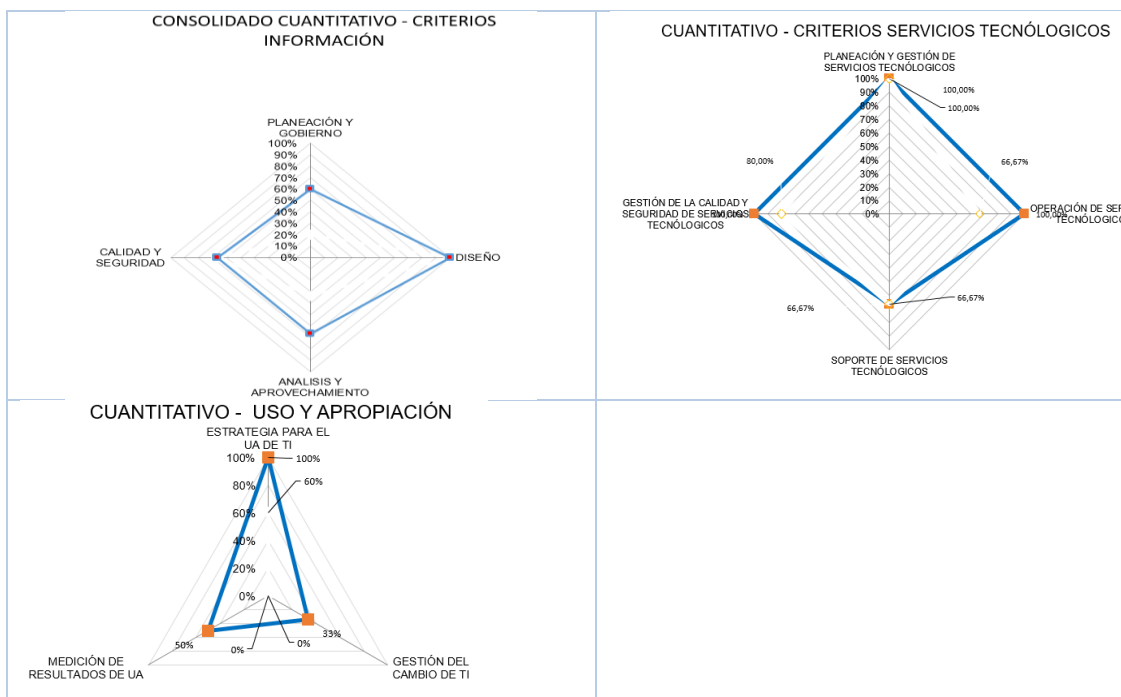 CONSOLIDADO CUANTITATIVO - CRITERIOS
INFORMACIÓN
PLANEACIÓN Y
GOBIERNO
100%
90%
80%
70%
60%
50%
40%
30%
20%
10%
0%
CALIDAD Y
SEGURIDAD
DISEÑO
ANALISIS Y
APROVECHAMIENTO
CUANTITATIVO - CRITERIOS SERVICIOS TECNÓLOGICOS
PLANEACIÓN Y GESTIÓN DE
SERVICIOS TECNÓLOGICOS
100%
90%
80%
70%
60%
50%
40%
30%
20%
10%
0%
100,00%
100,00%
80,00%
66,67%
GESTIÓN DE LA CALIDAD Y
SEGURIDAD DE SERVICIOS
TECNÓLOGICOS
OPERACIÓN DE SER
100,00%
TECNÓLOGICO
66,67%
66,67%
SOPORTE DE SERVICIOS
TECNÓLOGICOS
CUANTITATIVO - USO Y APROPIACIÓN
ESTRATEGIA PARA EL
UA DE TI
100%
80%
60%
40%
20%
0%
100%
60%
50%
0%
0%
33%
MEDICIÓN DE
RESULTADOS DE UA
GESTIÓN DEL
CAMBIO DE TI